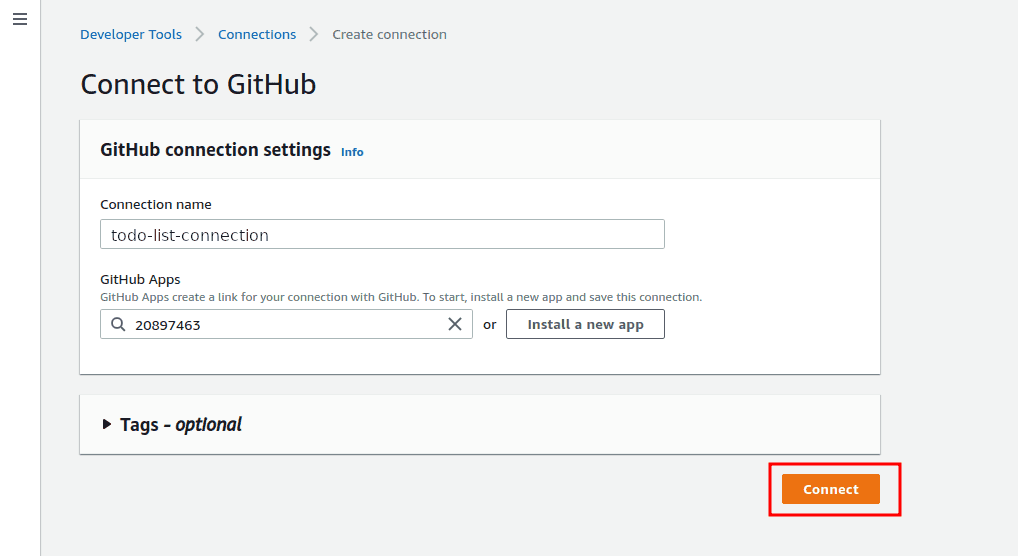 Developer Tools > Connections > Create connection
Connect to GitHub
GitHub connection settings Info
Connection name
todo-list-connection
GitHub Apps
GitHub Apps create a link for your connection with GitHub. To start, install a new app and save this connection.
20897463 or Install a new app
Tags - optional
Connect